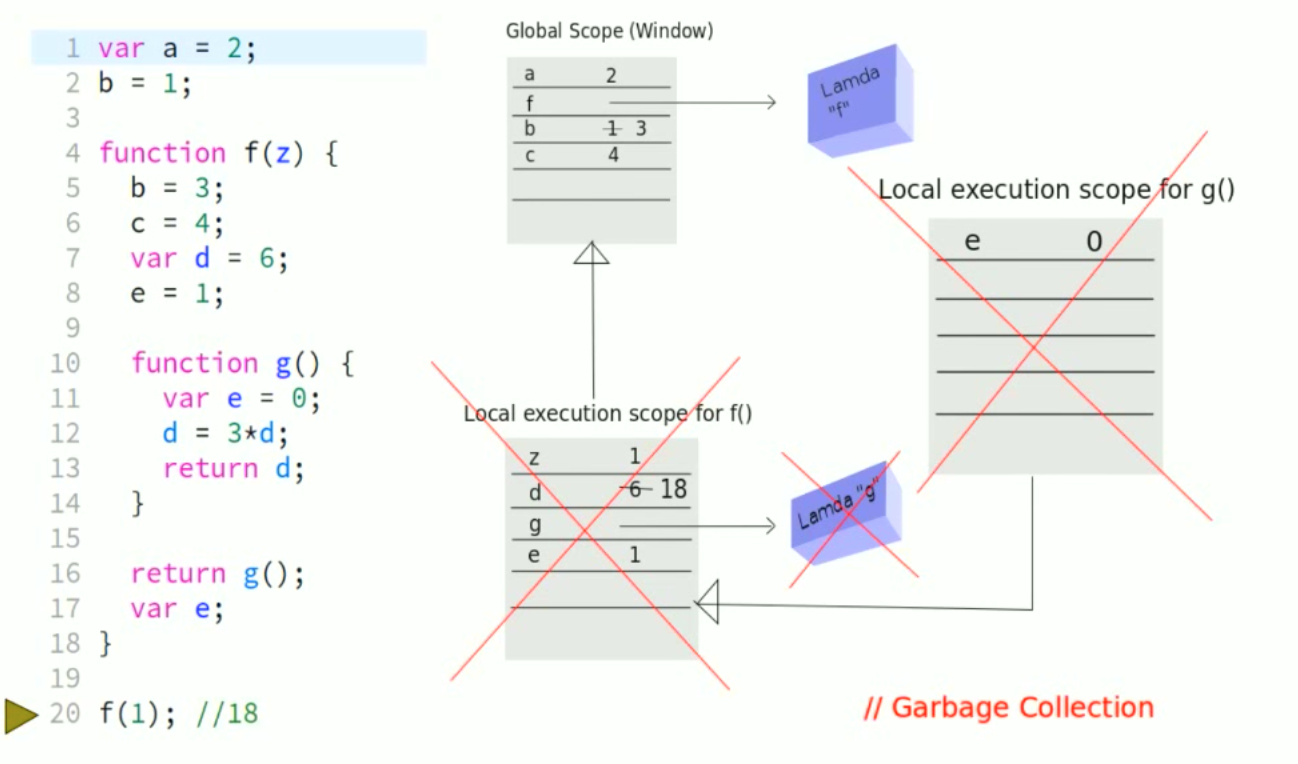 1 var a = 2;
2 b = 1;
3
4 function f(z) {
5 b = 3;
6 c = 4;
7 var d = 6;
8 e = 1;
9
10 function g() {
11 var e = 0;
12 d = 3*d;
13 return d;
14 }
15
16 return g();
17 var e;
18 }
19
20 f(1); //18
Global Scope (Window)
a 2
f
b 1 3
c 4
Lamda
"f"
Local execution scope for g()
e 0
Local execution scope for f()
z 1
d 6 18
g
e 1
Lamda "g"
// Garbage Collection